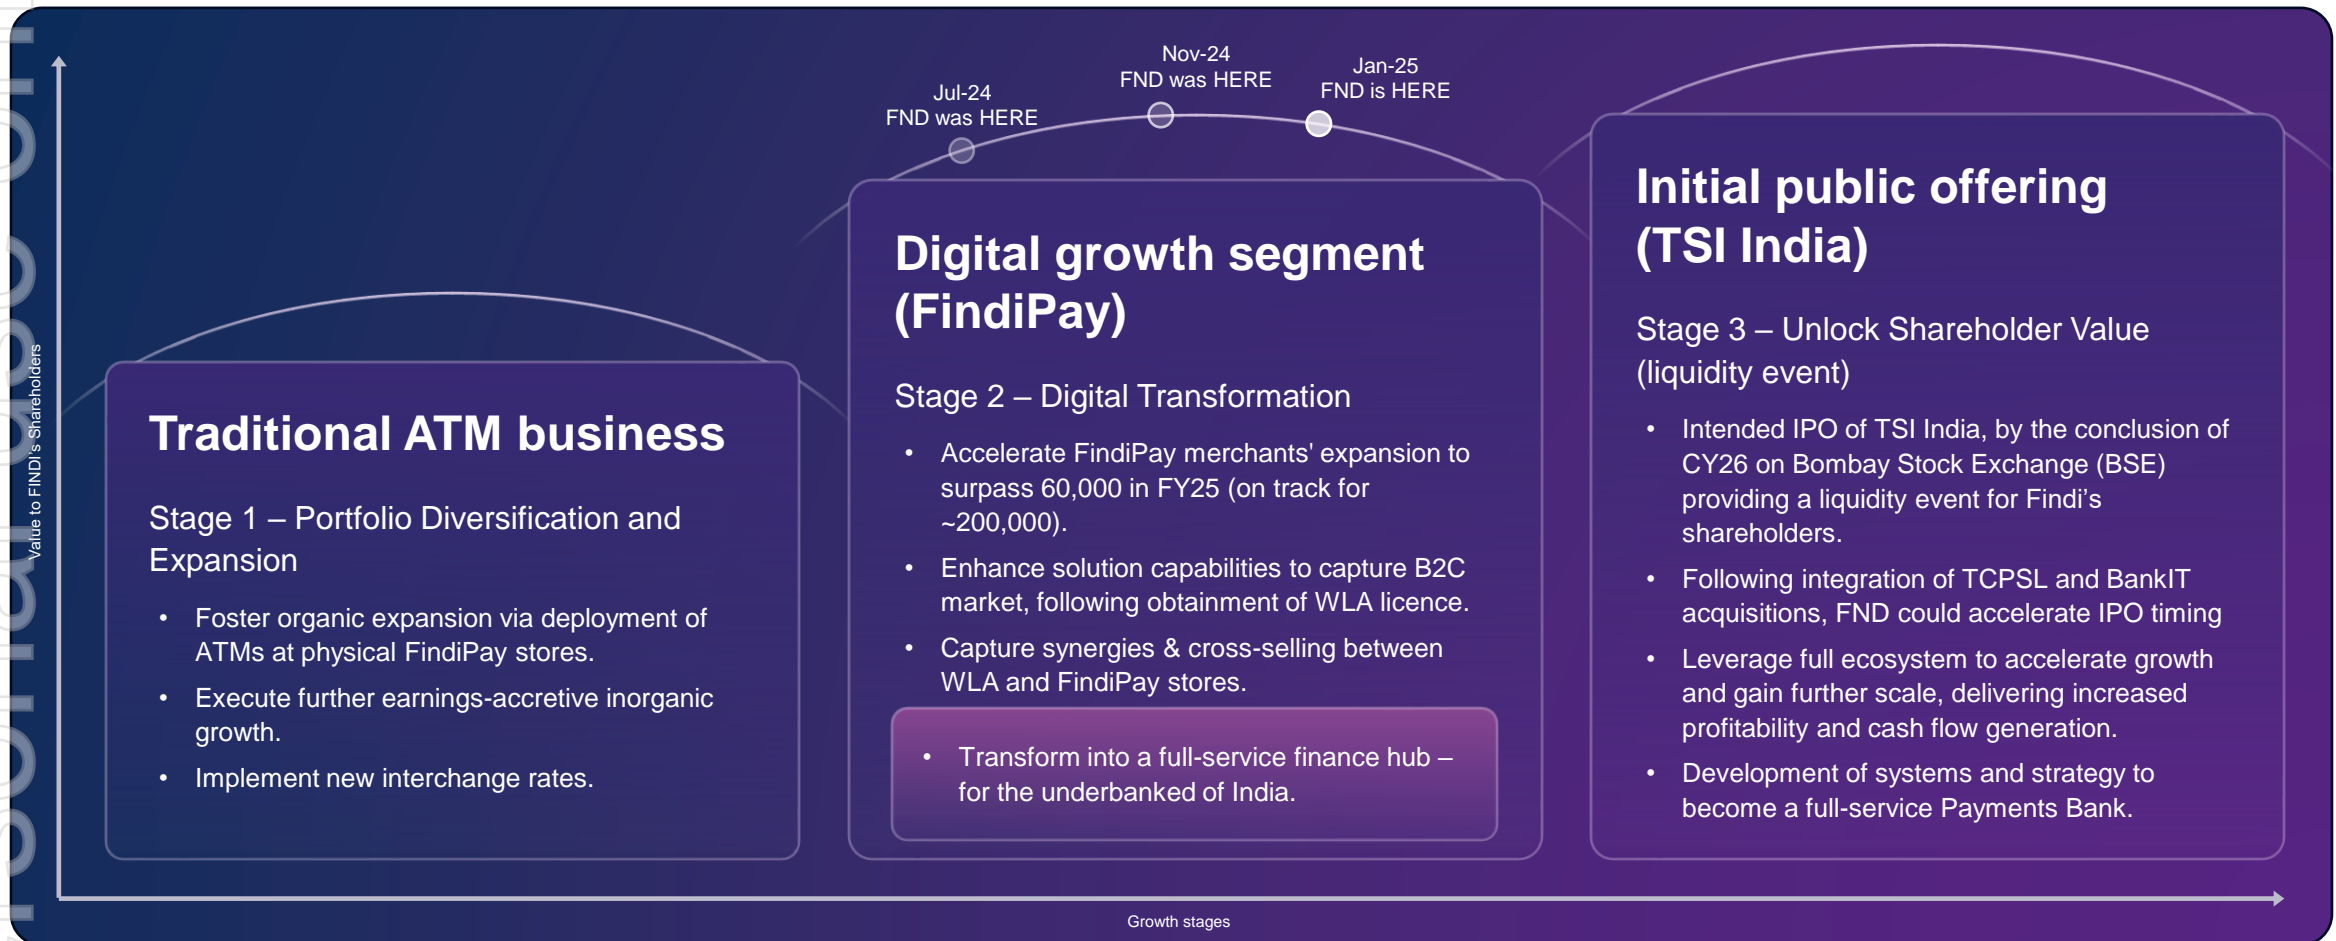 Value to FINDI's Shareholders
Traditional ATM business
Stage 1 – Portfolio Diversification and
Expansion
• Foster organic expansion via deployment of
ATMs at physical FindiPay stores.
• Execute further earnings-accretive inorganic
growth.
• Implement new interchange rates.
Jul-24
FND was HERE
Nov-24
FND was HERE
Jan-25
FND is HERE
Digital growth segment
(FindiPay)
Stage 2 – Digital Transformation
• Accelerate FindiPay merchants' expansion to
surpass 60,000 in FY25 (on track for
~200,000).
• Enhance solution capabilities to capture B2C
market, following obtainment of WLA licence.
• Capture synergies & cross-selling between
WLA and FindiPay stores.
• Transform into a full-service finance hub –
for the underbanked of India.
Initial public offering
(TSI India)
Stage 3 – Unlock Shareholder Value
(liquidity event)
• Intended IPO of TSI India, by the conclusion of
CY26 on Bombay Stock Exchange (BSE)
providing a liquidity event for Findi’s
shareholders.
• Following integration of TCPSL and BankIT
acquisitions, FND could accelerate IPO timing
• Leverage full ecosystem to accelerate growth
and gain further scale, delivering increased
profitability and cash flow generation.
• Development of systems and strategy to
become a full-service Payments Bank.
Growth stages